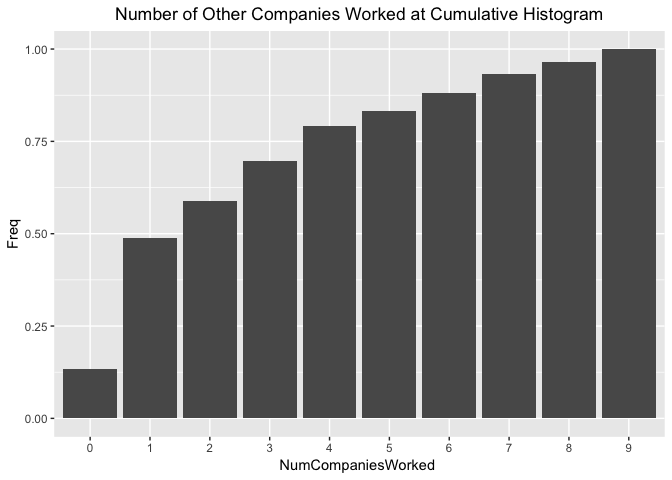 Number of Other Companies Worked at Cumulative Histogram
1.00
0.75
0.50
0.25
0.00
Freq
0 1 2 3 4 5 6 7 8 9
NumCompaniesWorked